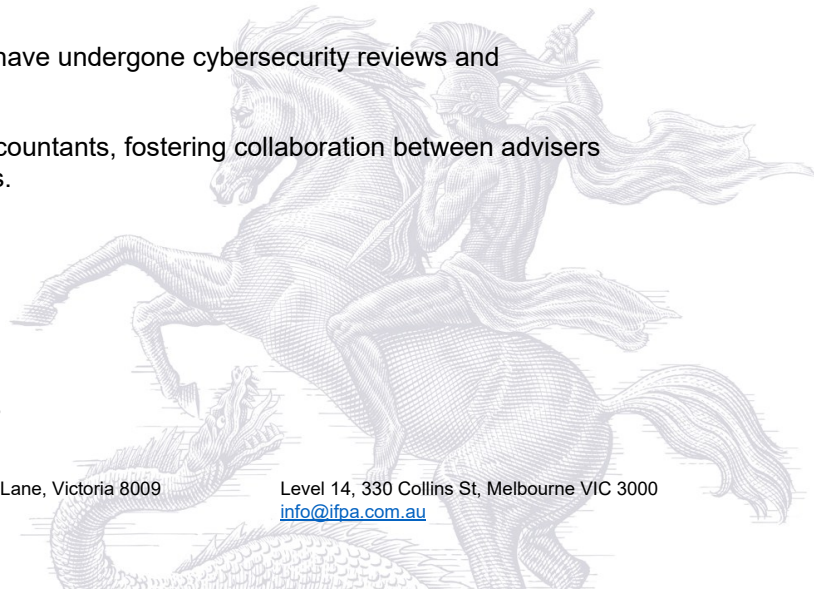 have undergone cybersecurity reviews and
countants, fostering collaboration between advisers
s.
Lane, Victoria 8009
Level 14, 330 Collins St, Melbourne VIC 3000
info@ifpa.com.au